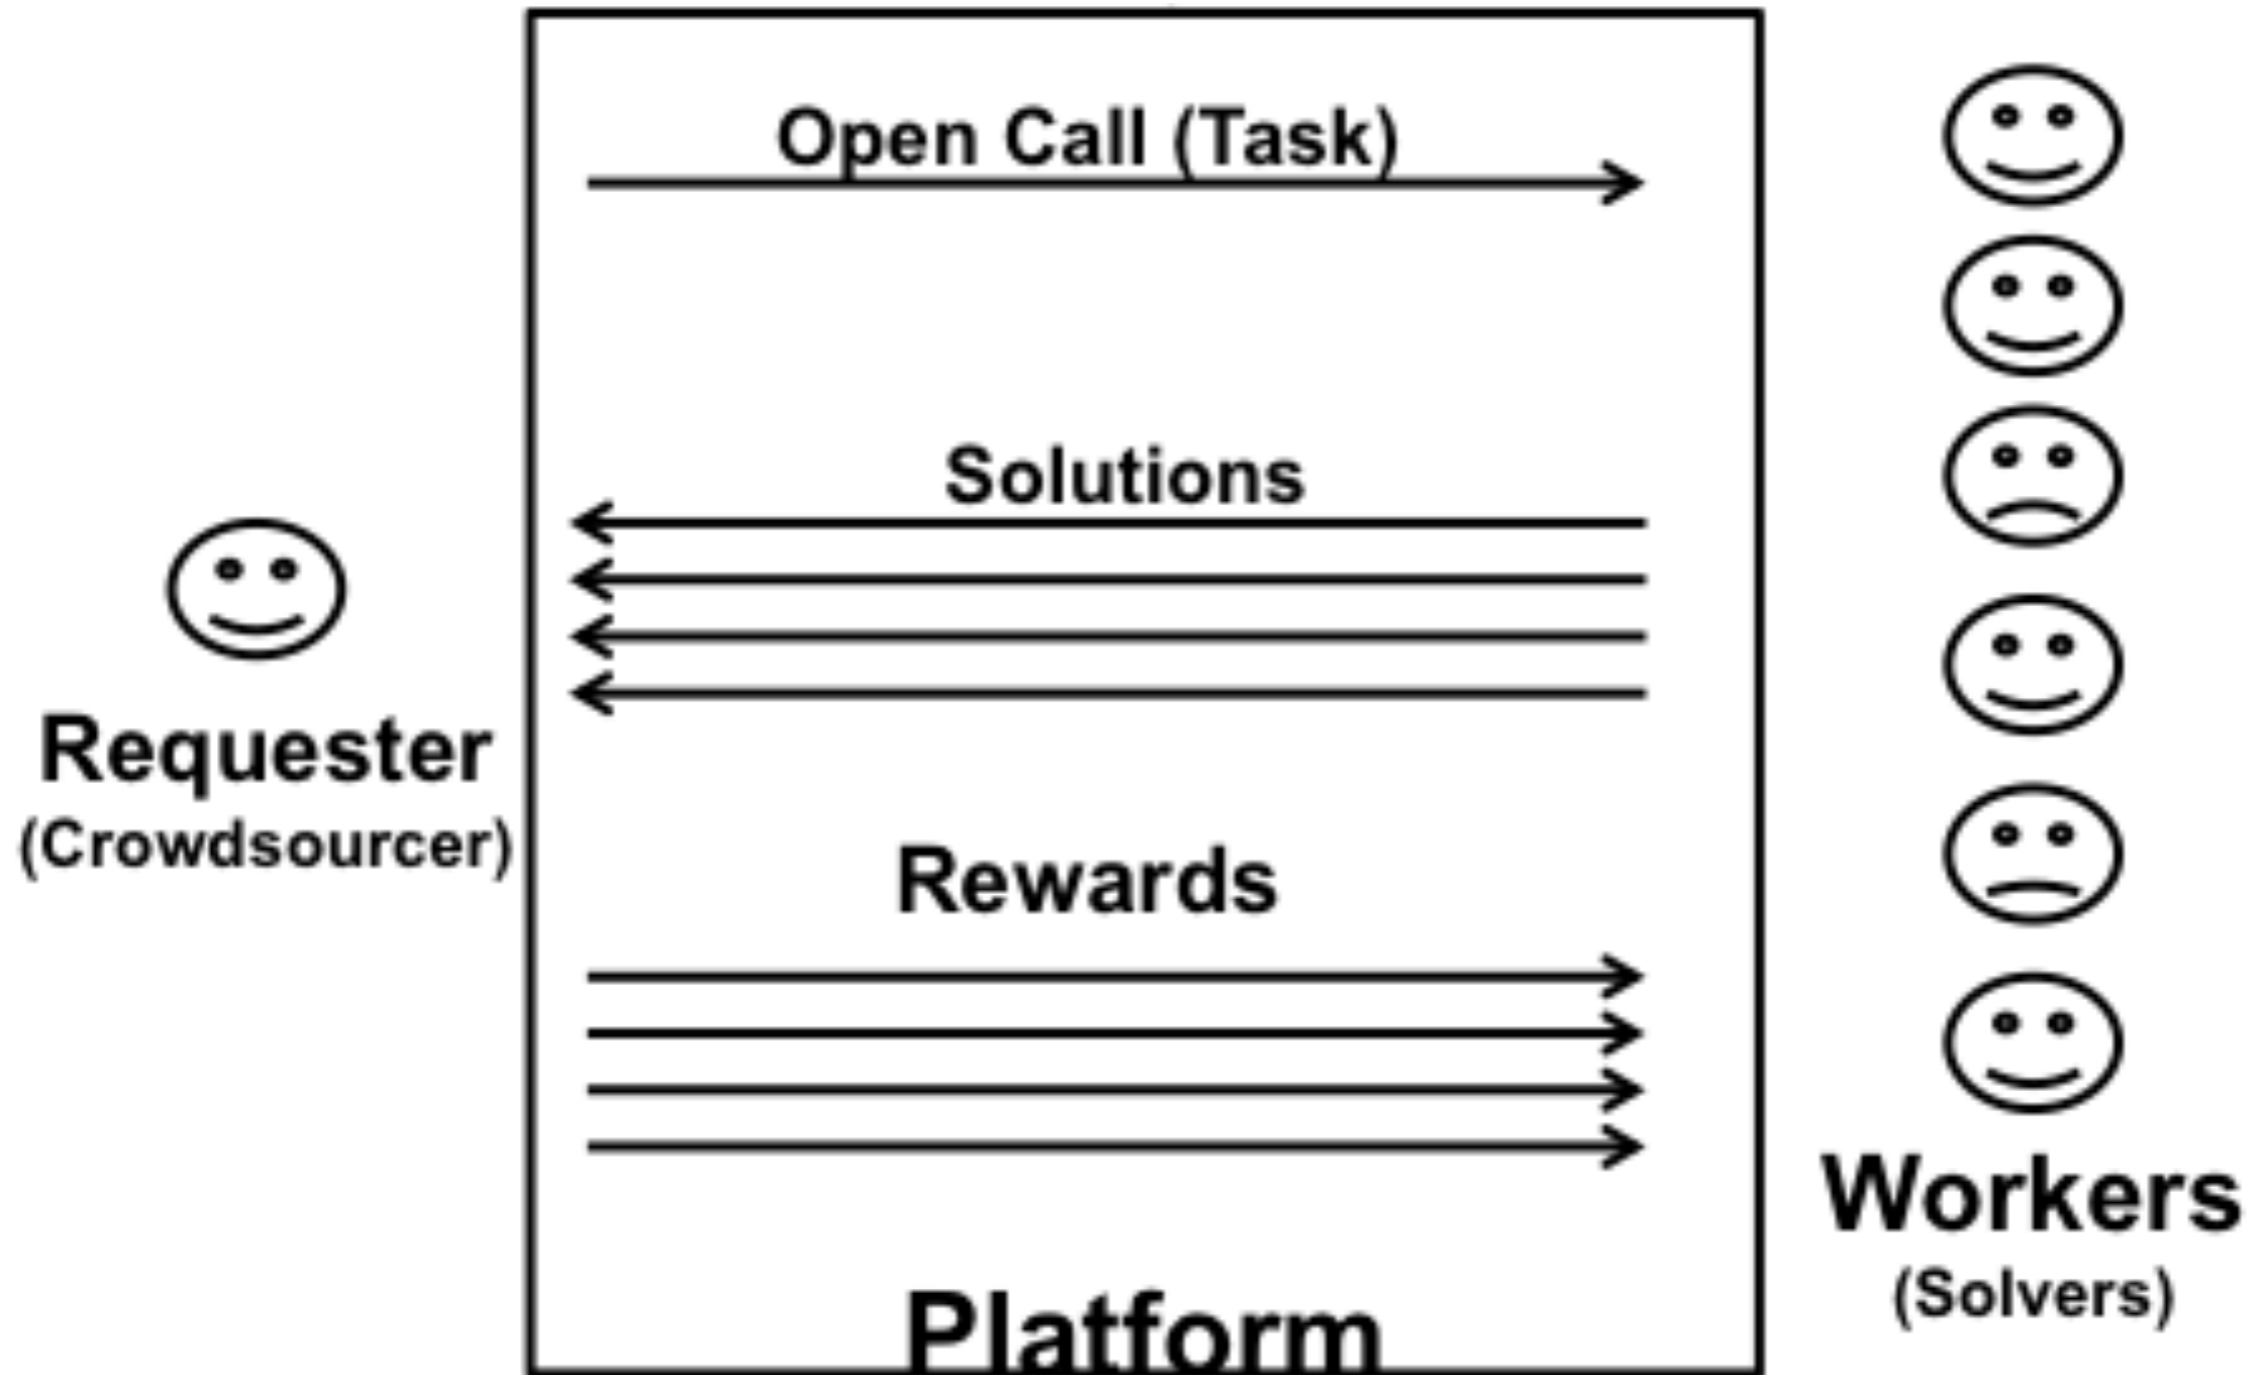 Open Call (Task)
Solutions
Requester
(Crowdsourcer)
Rewards
Workers
(Solvers)
Platform